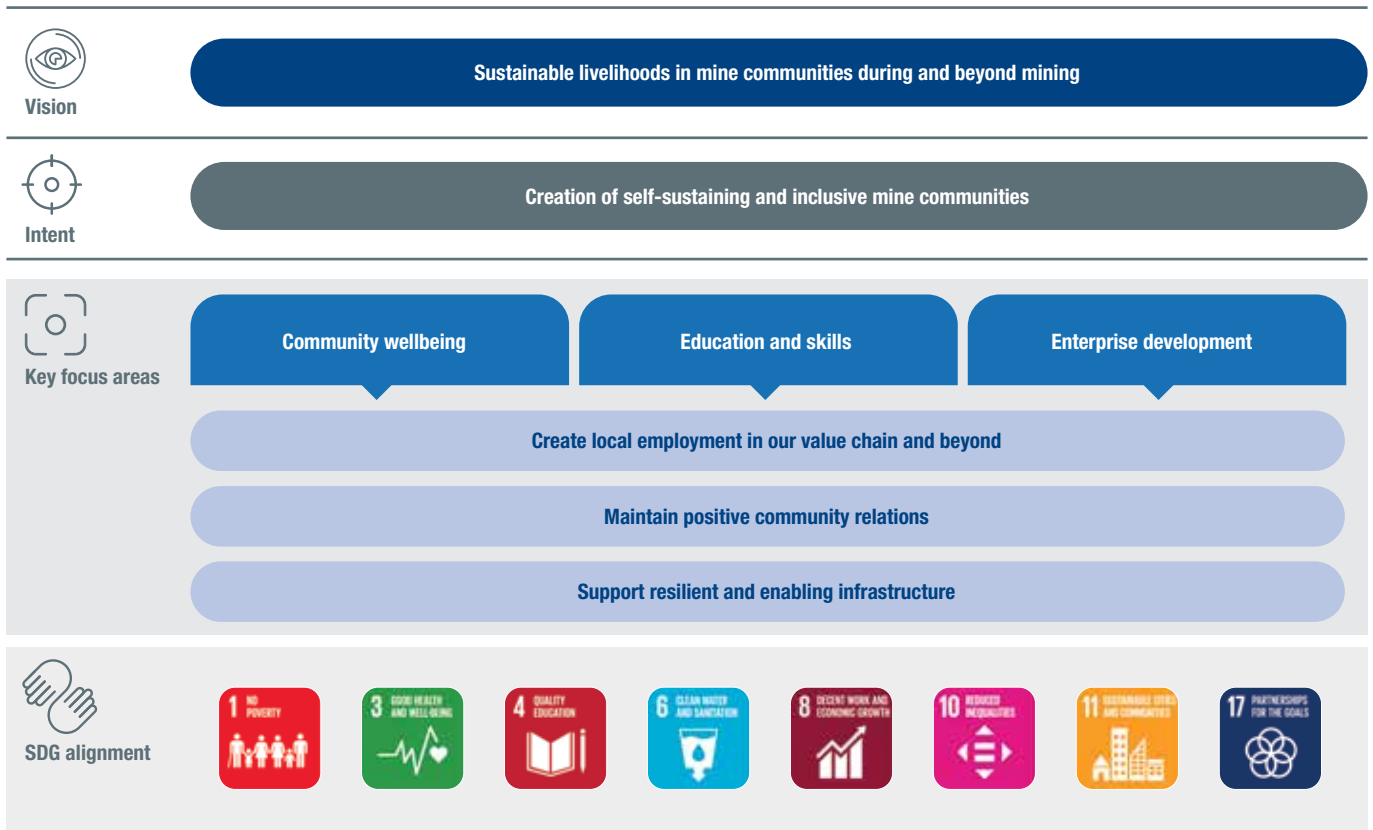 Vision
Sustainable livelihoods in mine communities during and beyond mining
Intent
Creation of self-sustaining and inclusive mine communities
Key focus areas
Community wellbeing
Education and skills
Enterprise development
Create local employment in our value chain and beyond
Maintain positive community relations
Support resilient and enabling infrastructure
SDG alignment
1 NO
POVERTY
3 GOOD HEALTH
AND WELL-BEING
4 QUALITY
EDUCATION
6 CLEAN WATER
AND SANITATION
8 DECENT WORK AND
ECONOMIC GROWTH
10 REDUCED
INEQUALITIES
11 SUSTAINABLE CITIES
AND COMMUNITIES
17 PARTNERSHIPS
FOR THE GOALS